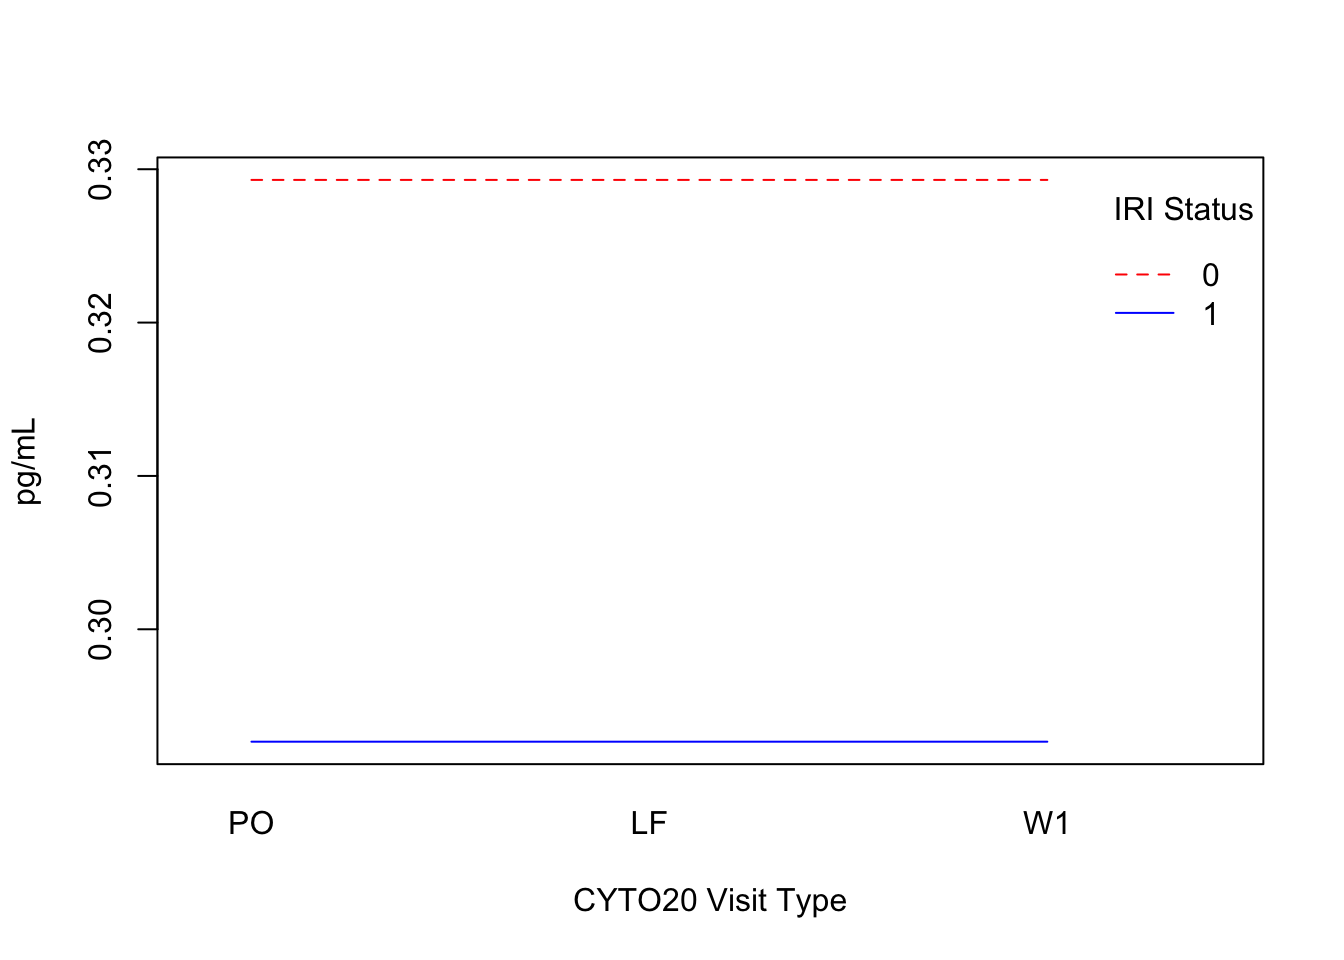 0.33
0.32
0.31
0.30
pg/mL
IRI Status
0
1
PO LF W1
CYTO20 Visit Type